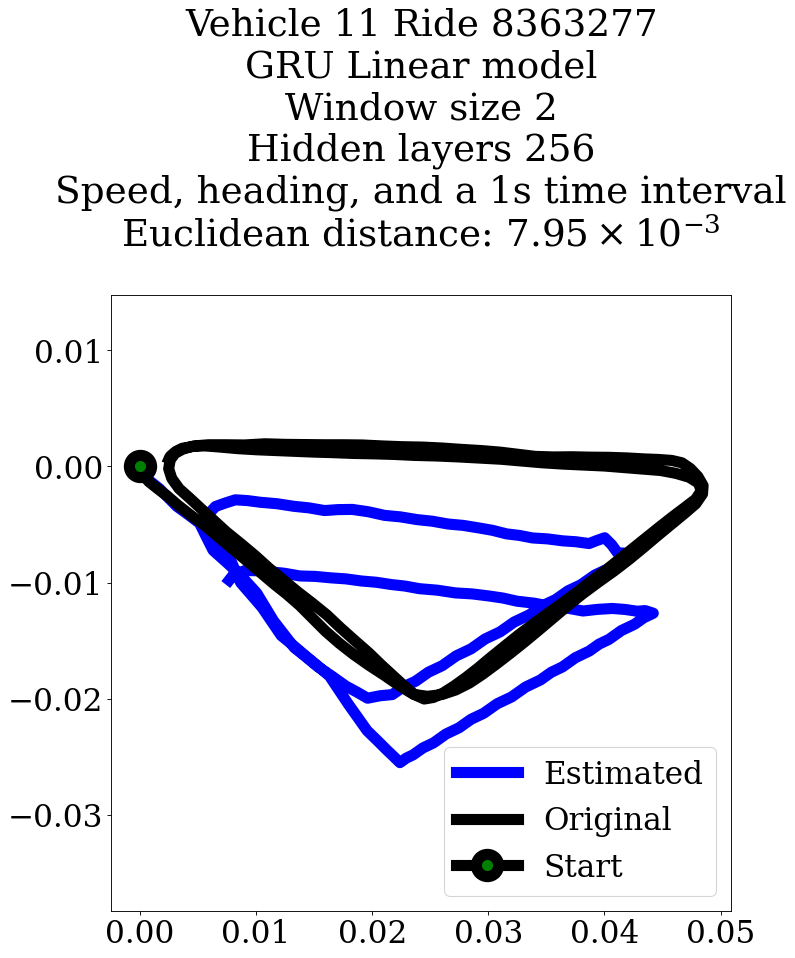 Vehicle 11 Ride 8363277
GRU Linear model
Window size 2
Hidden layers 256
Speed, heading, and a 1s time interval
Euclidean distance: 7.95 × 10⁻³
0.01
0.00
−0.01
−0.02
−0.03
Estimated
Original
Start
0.00 0.01 0.02 0.03 0.04 0.05